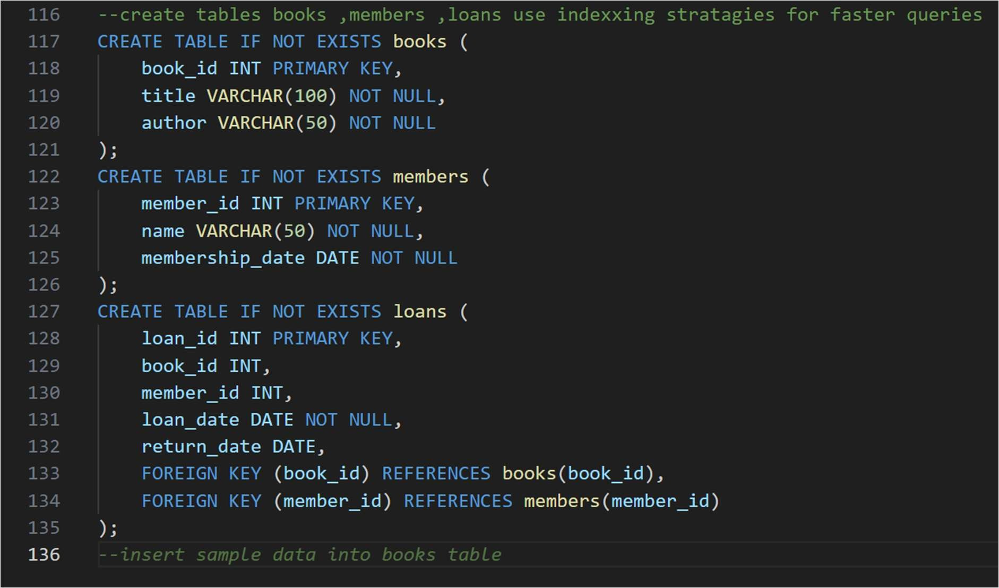 116 --create tables books ,members ,loans use indexxing stratagies for faster queries
117 CREATE TABLE IF NOT EXISTS books (
118     book_id INT PRIMARY KEY,
119     title VARCHAR(100) NOT NULL,
120     author VARCHAR(50) NOT NULL
121 );
122 CREATE TABLE IF NOT EXISTS members (
123     member_id INT PRIMARY KEY,
124     name VARCHAR(50) NOT NULL,
125     membership_date DATE NOT NULL
126 );
127 CREATE TABLE IF NOT EXISTS loans (
128     loan_id INT PRIMARY KEY,
129     book_id INT,
130     member_id INT,
131     loan_date DATE NOT NULL,
132     return_date DATE,
133     FOREIGN KEY (book_id) REFERENCES books(book_id),
134     FOREIGN KEY (member_id) REFERENCES members(member_id)
135 );
136 --insert sample data into books table